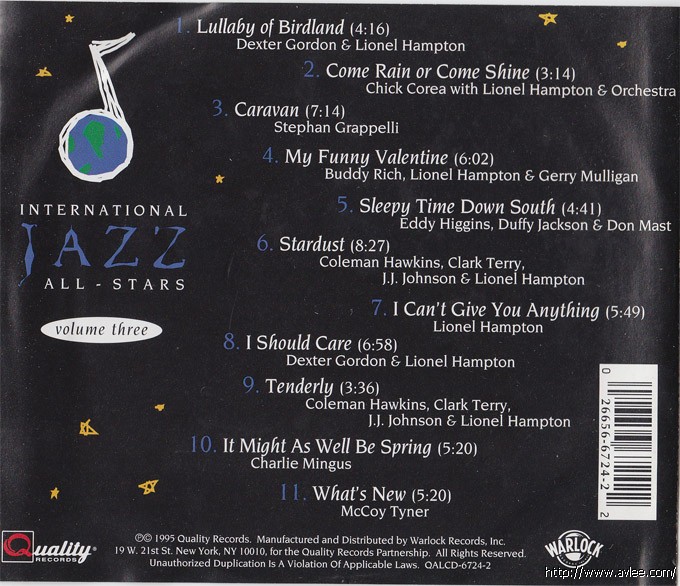 1. Lullaby of Birdland (4:16)
Dexter Gordon & Lionel Hampton
2. Come Rain or Come Shine (3:14)
Chick Corea with Lionel Hampton & Orchestra
3. Caravan (7:14)
Stephan Grappelli
4. My Funny Valentine (6:02)
Buddy Rich, Lionel Hampton & Gerry Mulligan
5. Sleepy Time Down South (4:41)
Eddy Higgins, Duffy Jackson & Don Mast
6. Stardust (8:27)
Coleman Hawkins, Clark Terry,
J.J. Johnson & Lionel Hampton
7. I Can't Give You Anything (5:49)
Lionel Hampton
8. I Should Care (6:58)
Dexter Gordon & Lionel Hampton
9. Tenderly (3:36)
Coleman Hawkins, Clark Terry,
J.J. Johnson & Lionel Hampton
10. It Might As Well Be Spring (5:20)
Charlie Mingus
11. What's New (5:20)
McCoy Tyner
INTERNATIONAL
JAZZ
ALL-STARS
volume three
0 26656-6724-2 2
Quality®
RECORDS
℗© 1995 Quality Records. Manufactured and Distributed by Warlock Records, Inc.
19 W. 21st St. New York, NY 10010, for the Quality Records Partnership. All Rights Reserved.
Unauthorized Duplication Is A Violation Of Applicable Laws. QALCD-6724-2
WARLOCK
http://www.avlee.com/